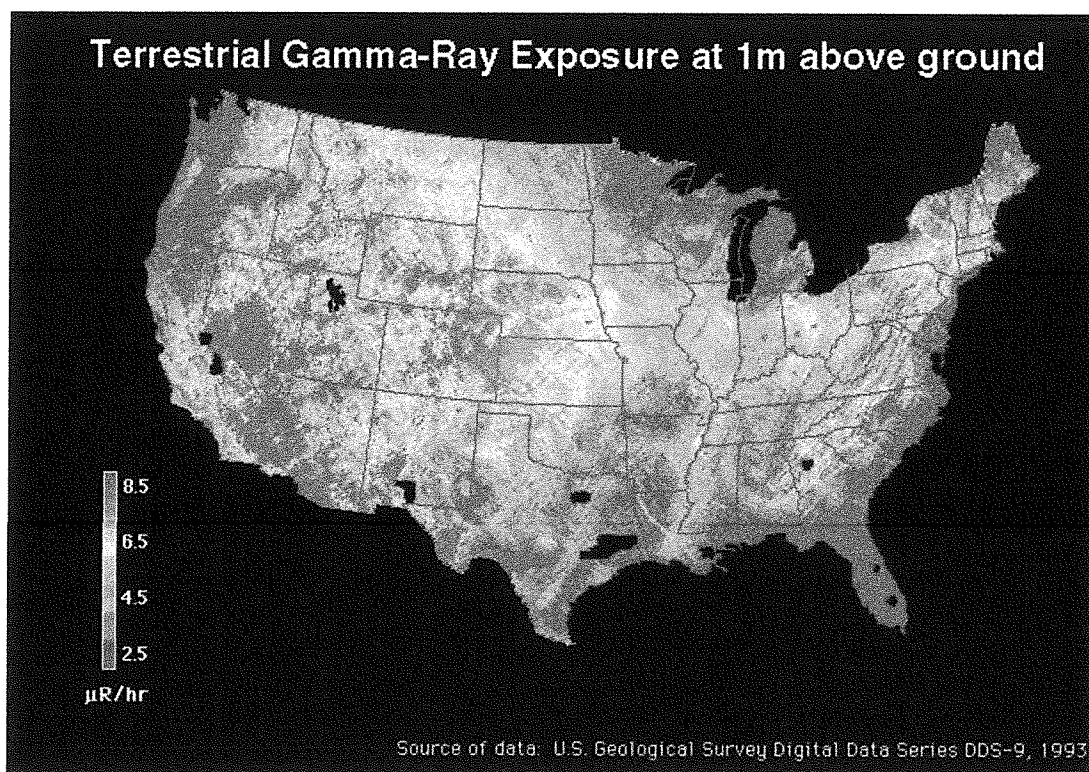 Terrestrial Gamma-Ray Exposure at 1m above ground
8.5
6.5
4.5
2.5
µR/hr
Source of data: U.S. Geological Survey Digital Data Series DDS-9, 1993